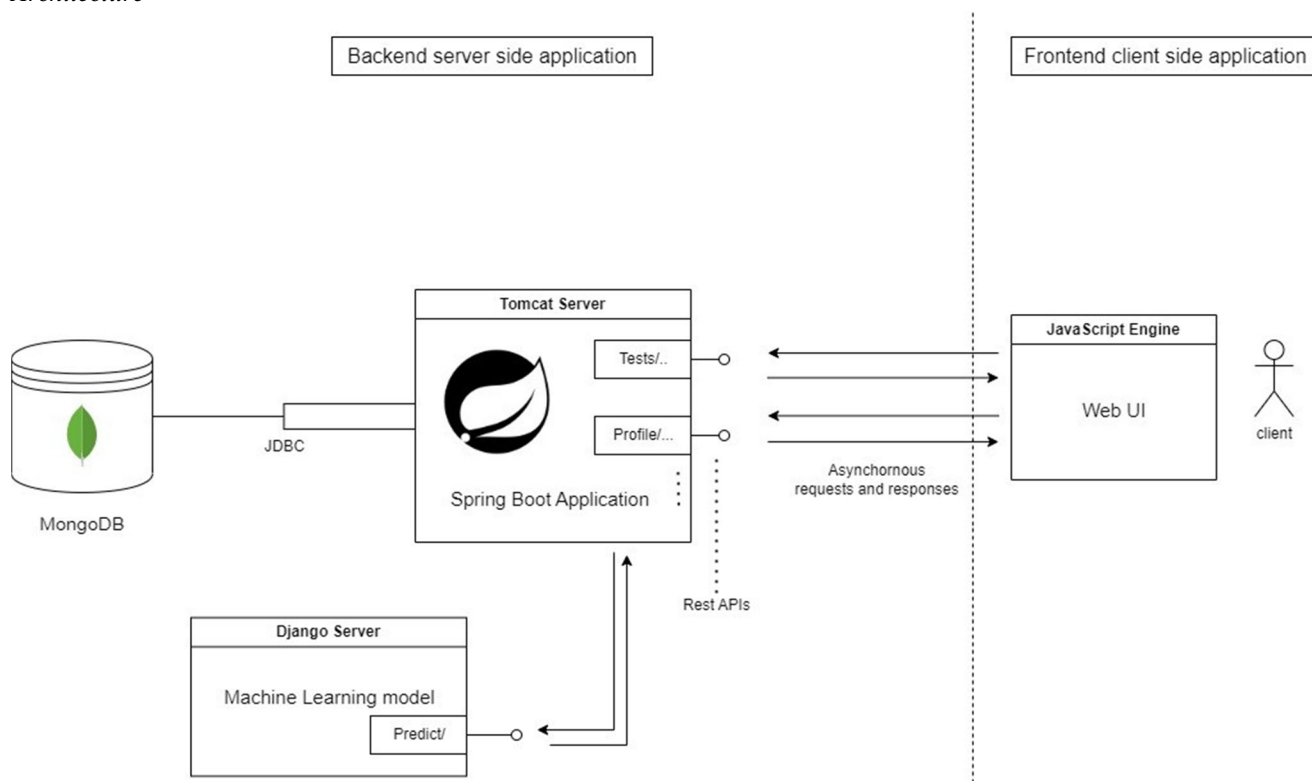 Architecture
Backend server side application
Frontend client side application
Tomcat Server
Tests/..
Profile/...
Spring Boot Application
JDBC
MongoDB
JavaScript Engine
Web UI
client
Asynchornous
requests and responses
Rest APIs
Django Server
Machine Learning model
Predict/